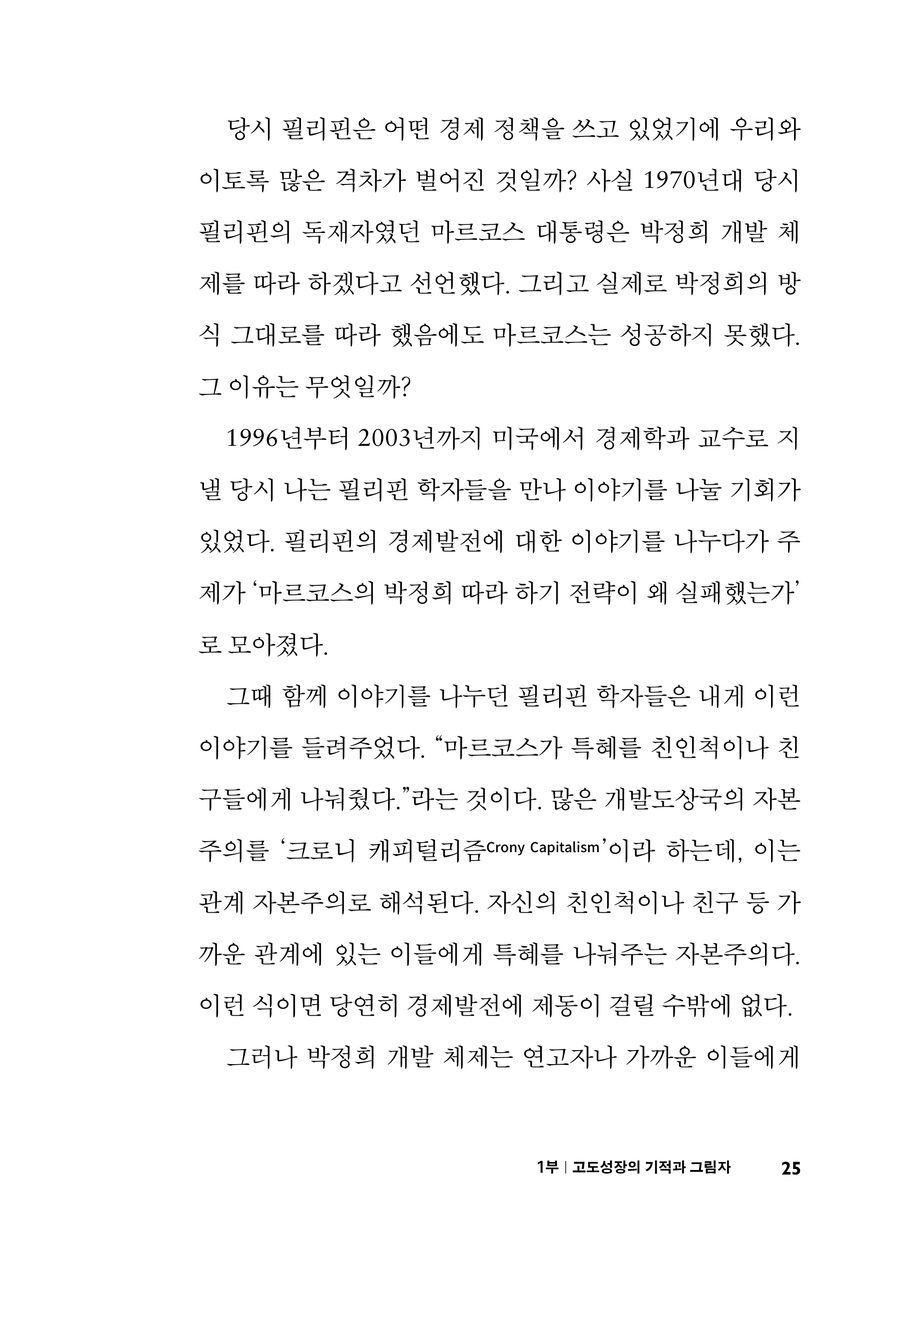 당시 필리핀은 어떤 경제 정책을 쓰고 있었기에 우리와
이토록 많은 격차가 벌어진 것일까? 사실 1970년대 당시
필리핀의 독재자였던 마르코스 대통령은 박정희 개발 체
제를 따라 하겠다고 선언했다. 그리고 실제로 박정희의 방
식 그대로를 따라 했음에도 마르코스는 성공하지 못했다.
그 이유는 무엇일까?
1996년부터 2003년까지 미국에서 경제학과 교수로 지
낼 당시 나는 필리핀 학자들을 만나 이야기를 나눌 기회가
있었다. 필리핀의 경제발전에 대한 이야기를 나누다가 주
제가 ‘마르코스의 박정희 따라 하기 전략이 왜 실패했는가’
로 모아졌다.
그때 함께 이야기를 나누던 필리핀 학자들은 내게 이런
이야기를 들려주었다. “마르코스가 특혜를 친인척이나 친
구들에게 나눠줬다.”라는 것이다. 많은 개발도상국의 자본
주의를 ‘크로니 캐피털리즘Crony Capitalism’이라 하는데, 이는
관계 자본주의로 해석된다. 자신의 친인척이나 친구 등 가
까운 관계에 있는 이들에게 특혜를 나눠주는 자본주의다.
이런 식이면 당연히 경제발전에 제동이 걸릴 수밖에 없다.
그러나 박정희 개발 체제는 연고자나 가까운 이들에게
1부 | 고도성장의 기적과 그림자 25